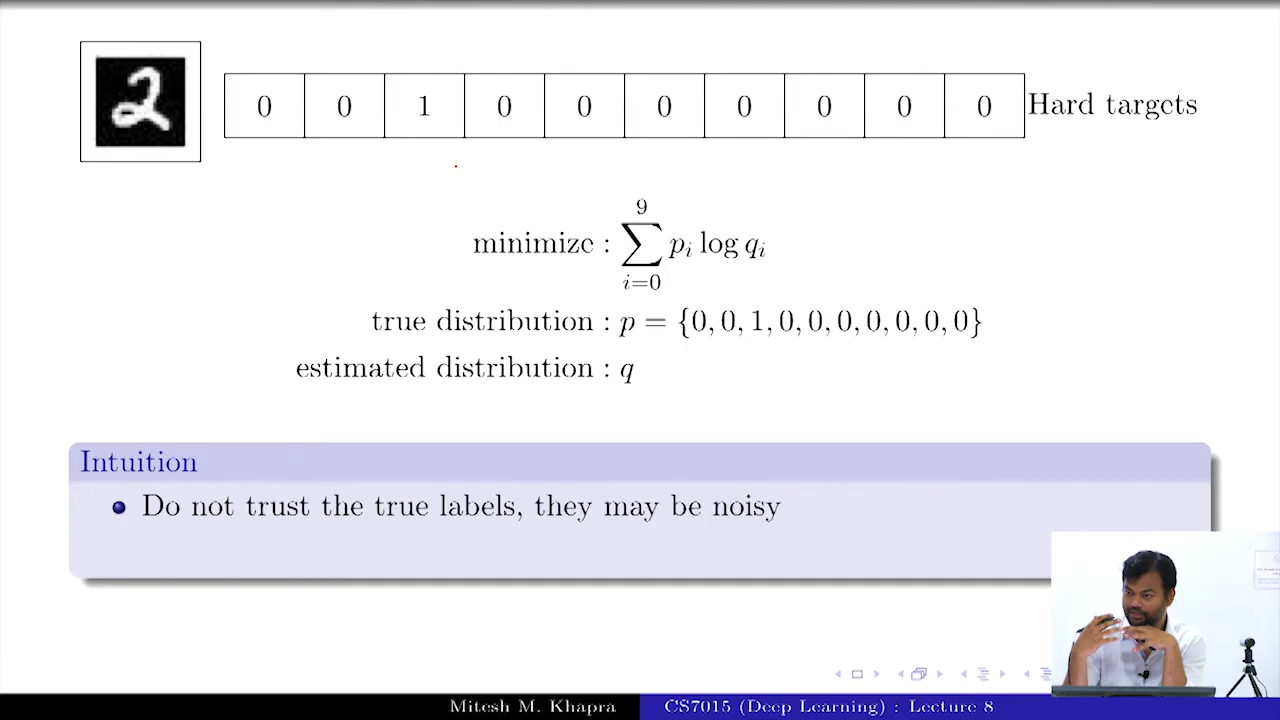 2
0 0 1 0 0 0 0 0 0 0 Hard targets
minimize : \sum_{i=0}^{9} p_i log q_i
true distribution : p = {0, 0, 1, 0, 0, 0, 0, 0, 0, 0}
estimated distribution : q
Intuition
Do not trust the true labels, they may be noisy
Mitesh M. Khapra CS7015 (Deep Learning) : Lecture 8